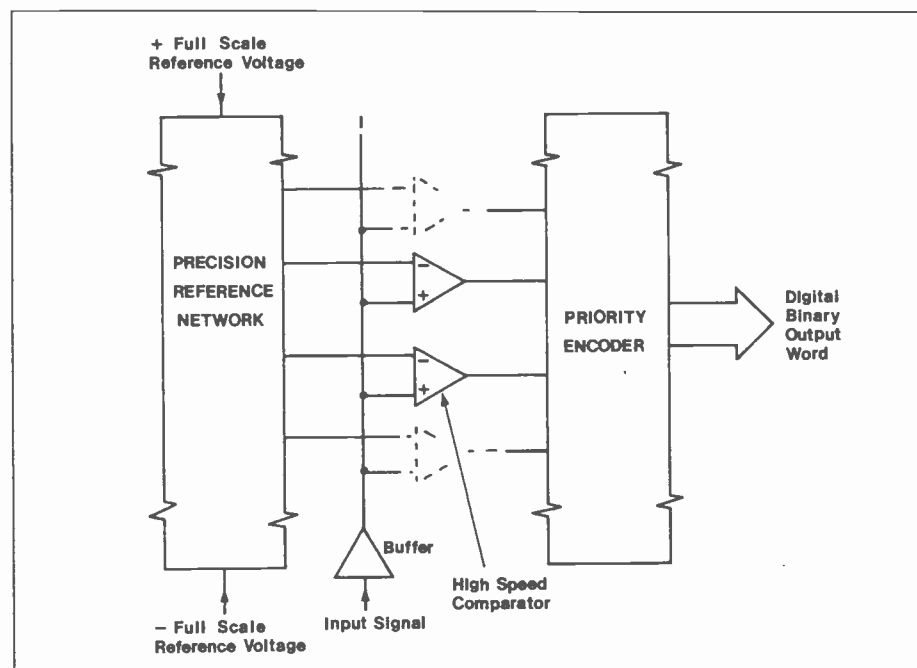 + Full Scale
Reference Voltage
PRECISION
REFERENCE
NETWORK
−
+
−
+
PRIORITY
ENCODER
Digital
Binary
Output
Word
Buffer
High Speed
Comparator
Input Signal
− Full Scale
Reference Voltage